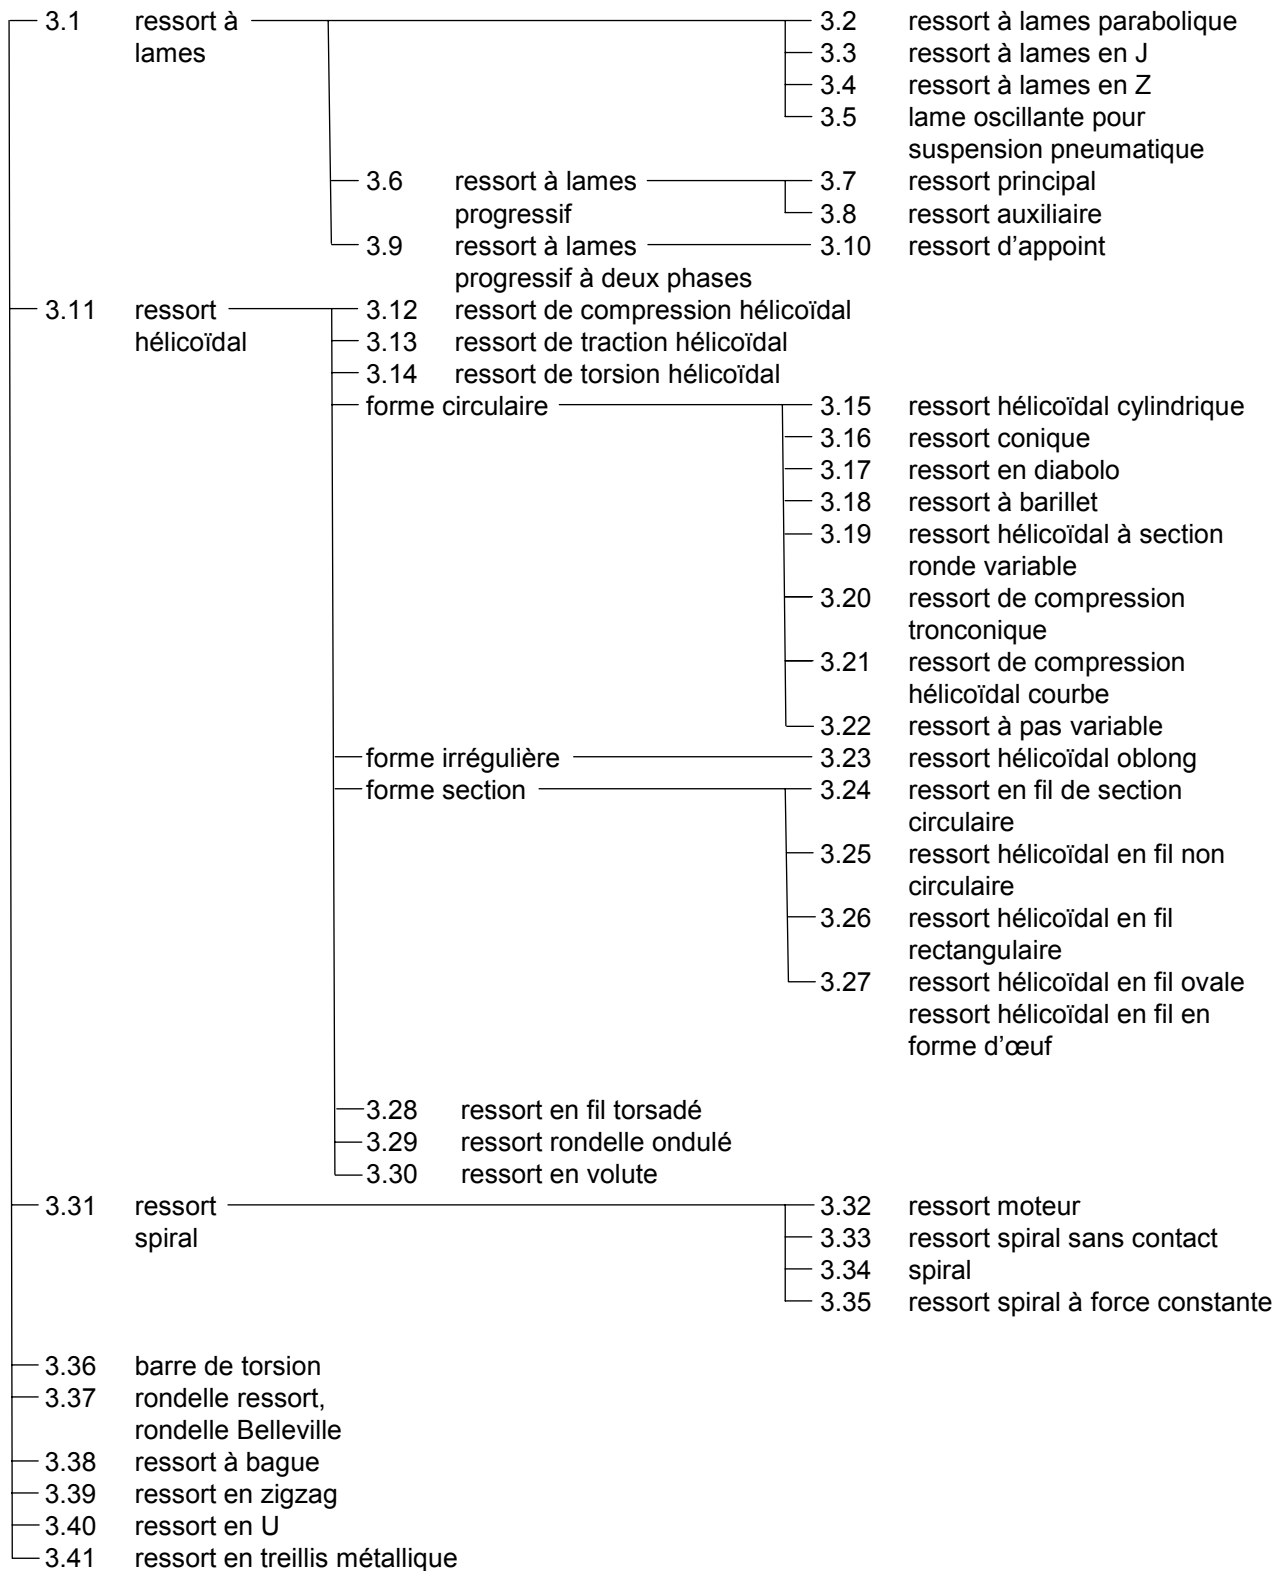 3.1 ressort à 3.2 ressort à lames parabolique
lames 3.3 ressort à lames en J
3.4 ressort à lames en Z
3.5 lame oscillante pour
suspension pneumatique
3.6 ressort à lames 3.7 ressort principal
progressif 3.8 ressort auxiliaire
3.9 ressort à lames 3.10 ressort d’appoint
progressif à deux phases
3.11 ressort 3.12 ressort de compression hélicoïdal
hélicoïdal 3.13 ressort de traction hélicoïdal
3.14 ressort de torsion hélicoïdal
forme circulaire 3.15 ressort hélicoïdal cylindrique
3.16 ressort conique
3.17 ressort en diabolo
3.18 ressort à barillet
3.19 ressort hélicoïdal à section
ronde variable
3.20 ressort de compression
tronconique
3.21 ressort de compression
hélicoïdal courbe
3.22 ressort à pas variable
forme irrégulière 3.23 ressort hélicoïdal oblong
forme section 3.24 ressort en fil de section
circulaire
3.25 ressort hélicoïdal en fil non
circulaire
3.26 ressort hélicoïdal en fil
rectangulaire
3.27 ressort hélicoïdal en fil ovale
ressort hélicoïdal en fil en
forme d’œuf
3.28 ressort en fil torsadé
3.29 ressort rondelle ondulé
3.30 ressort en volute
3.31 ressort 3.32 ressort moteur
spiral 3.33 ressort spiral sans contact
3.34 spiral
3.35 ressort spiral à force constante
3.36 barre de torsion
3.37 rondelle ressort,
rondelle Belleville
3.38 ressort à bague
3.39 ressort en zigzag
3.40 ressort en U
3.41 ressort en treillis métallique